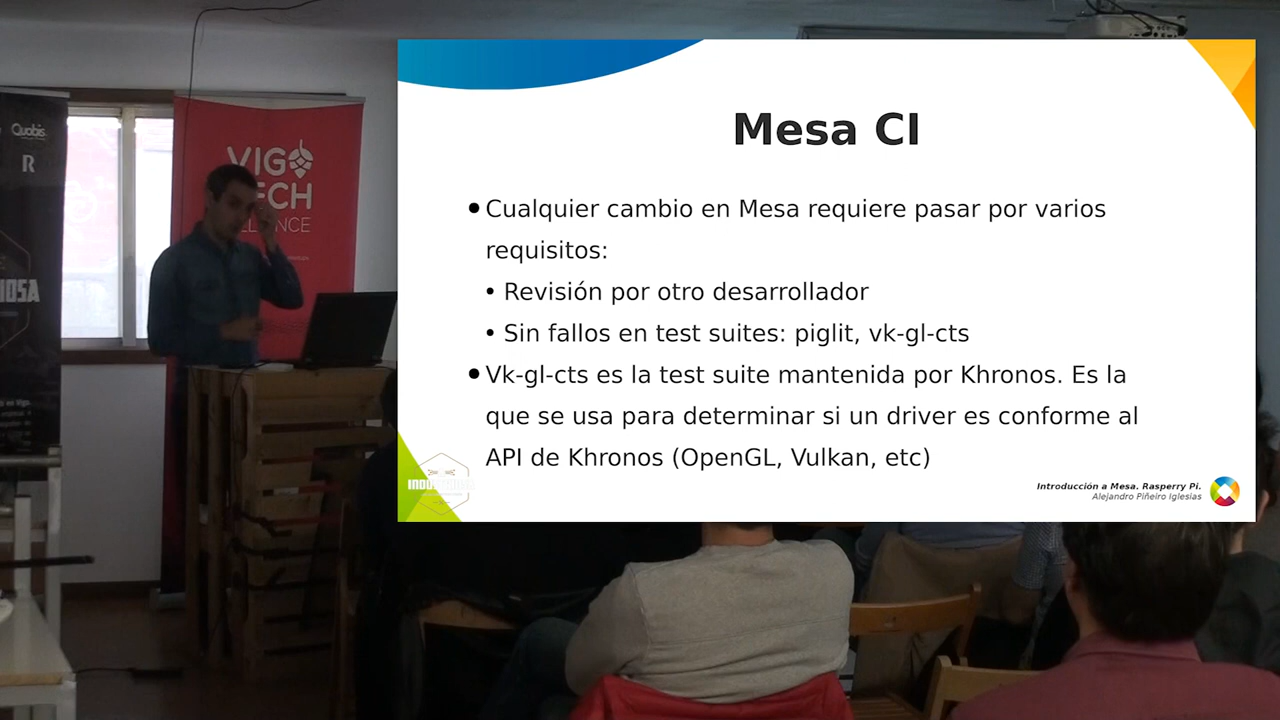 Quobis
R
VIGO
TECH
ALLIANCE
Mesa CI
• Cualquier cambio en Mesa requiere pasar por varios
requisitos:
• Revisión por otro desarrollador
• Sin fallos en test suites: piglit, vk-gl-cts
• Vk-gl-cts es la test suite mantenida por Khronos. Es la
que se usa para determinar si un driver es conforme al
API de Khronos (OpenGL, Vulkan, etc)
Introducción a Mesa. Rasperry Pi.
Alejandro Piñeiro Iglesias